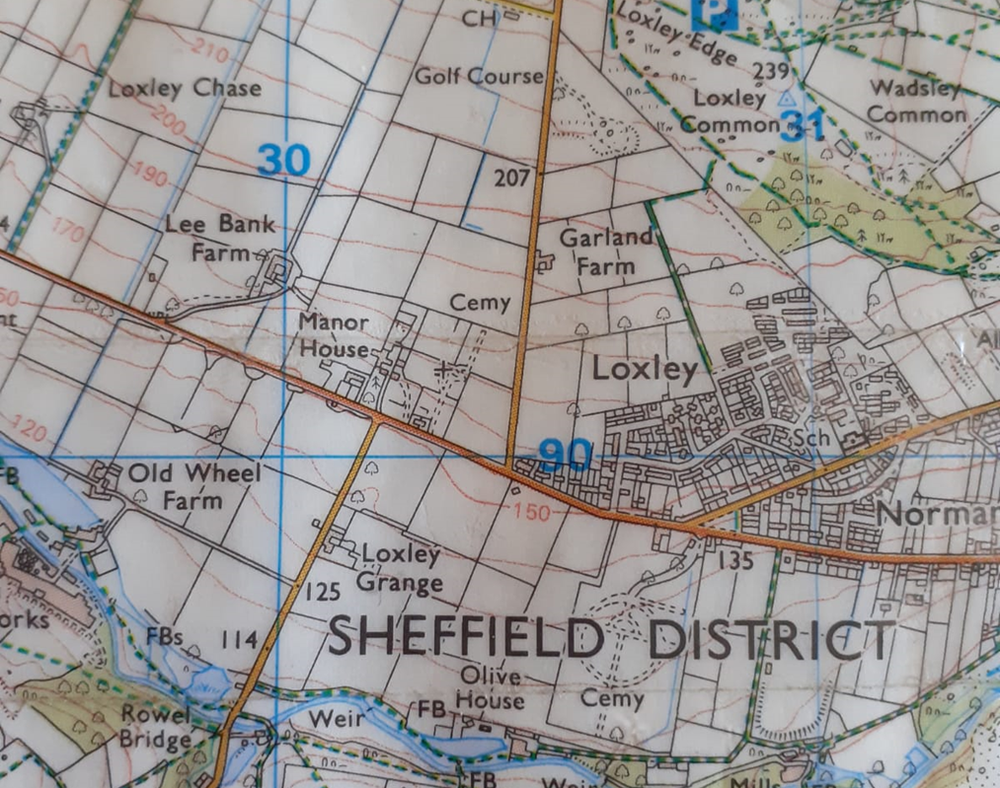 CH
P
Loxley Edge
210
Loxley Chase
Golf Course
239
Loxley
Common
31
Wadsley
Common
200
30
190
207
170
4
Lee Bank
Farm
Garland
Farm
Cemy
Manor
House
Loxley
120
90
Sch
FB
Old Wheel
Farm
150
Loxley
Grange
135
125
FBs
114
SHEFFIELD DISTRICT
Olive
House
Rowel
Bridge
Weir
FB
Cemy
FB